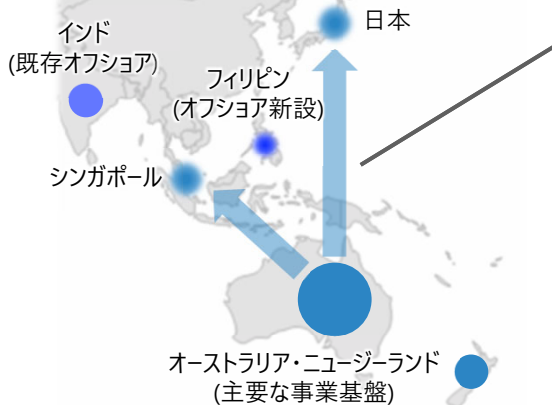 日本
インド
(既存オフショア)
フィリピン
(オフショア新設)
シンガポール
オーストラリア・ニュージーランド
(主要な事業基盤)